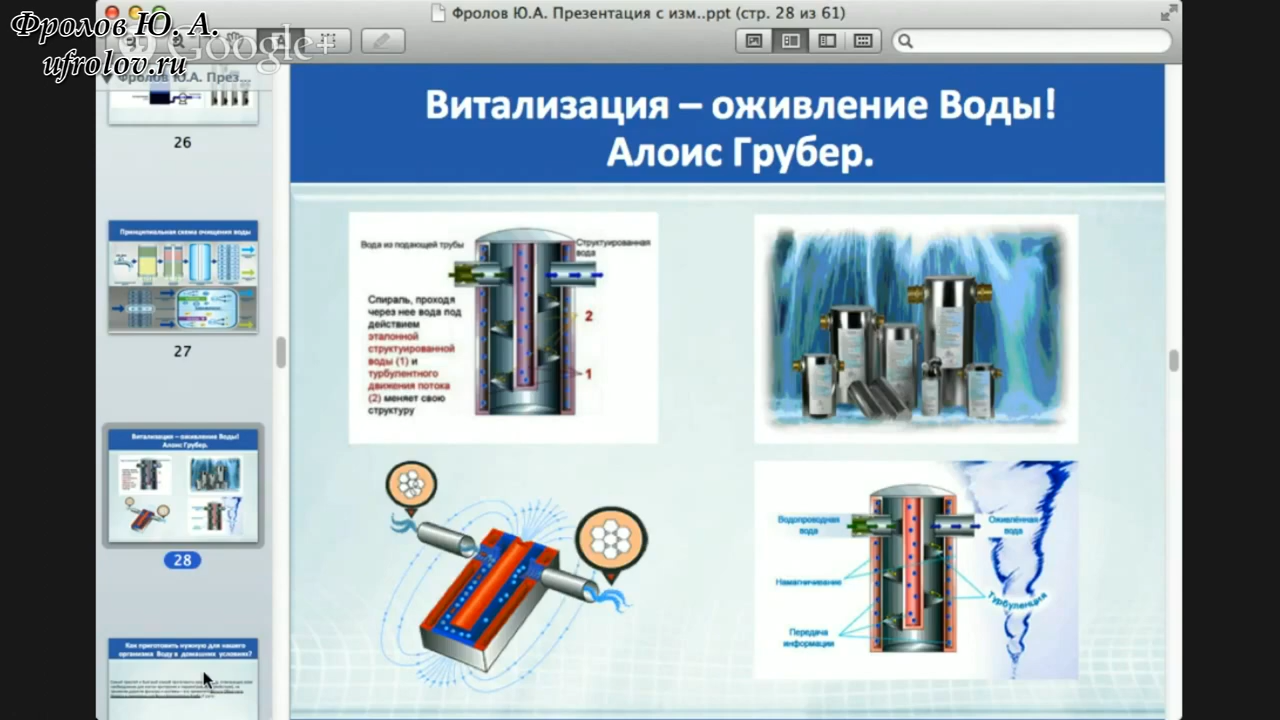 Фролов Ю.А. Презентация с изм..ppt (стр. 28 из 61)
Фролов Ю. А.
ufrolov.ru
Google+
Фролов Ю.А. През...
26
Принципиальная схема очищения воды
27
Витализация – оживление Воды!
Алоис Грубер.
28
Как приготовить нужную для нашего
организма Воду в домашних условиях?
Витализация – оживление Воды!
Алоис Грубер.
Вода из подающей трубы
Структурированная
вода
Спираль, проходя
через нее вода под
действием
эталонной
структурированной
воды (1) и
турбулентного
движения потока
(2) меняет свою
структуру
2
1
Водопроводная
вода
Оживлённая
вода
Намагничивание
Турбуленция
Передача
информации